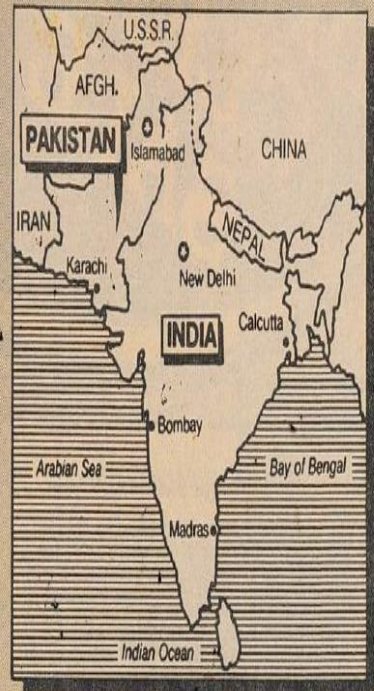 U.S.S.R.
AFGH.
PAKISTAN
Islamabad
CHINA
IRAN
NEPAL
Karachi
New Delhi
INDIA
Calcutta
Bombay
Arabian Sea
Bay of Bengal
Madras
Indian Ocean